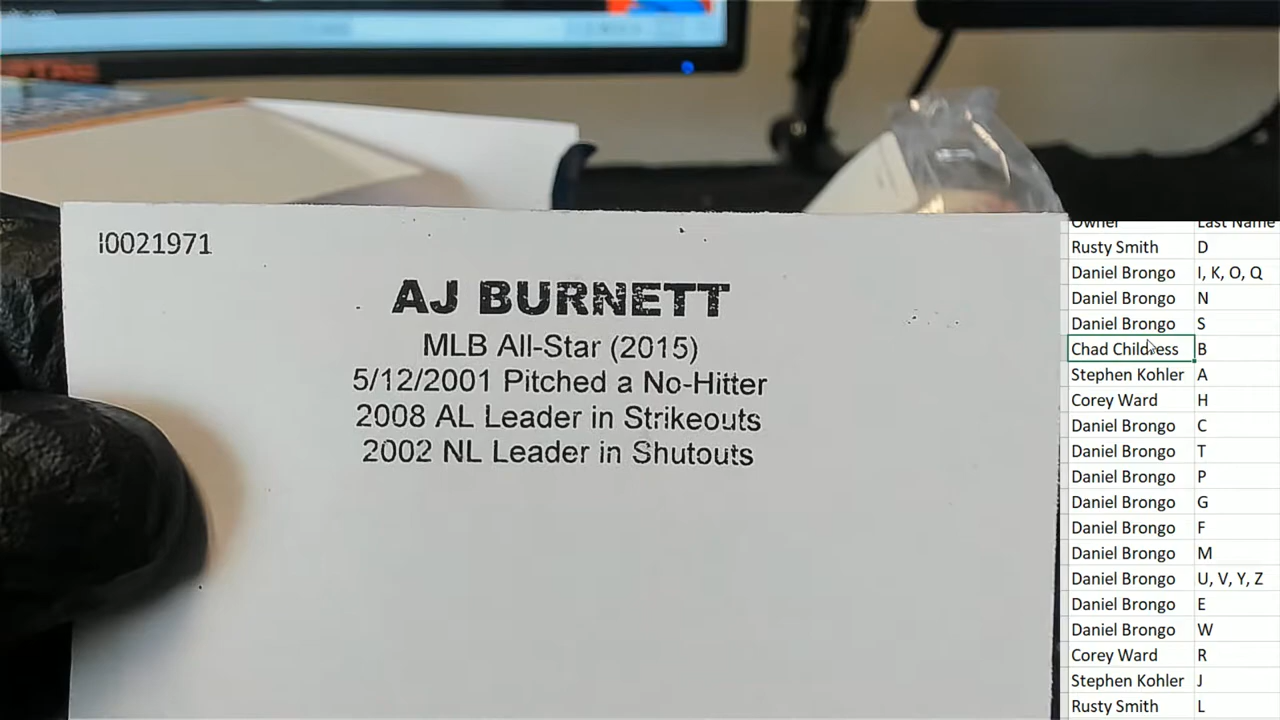 I0021971
AJ BURNETT
MLB All-Star (2015)
5/12/2001 Pitched a No-Hitter
2008 AL Leader in Strikeouts
2002 NL Leader in Shutouts
Owner Last Name
Rusty Smith D
Daniel Brongo I, K, O, Q
Daniel Brongo N
Daniel Brongo S
Chad Childress B
Stephen Kohler A
Corey Ward H
Daniel Brongo C
Daniel Brongo T
Daniel Brongo P
Daniel Brongo G
Daniel Brongo F
Daniel Brongo M
Daniel Brongo U, V, Y, Z
Daniel Brongo E
Daniel Brongo W
Corey Ward R
Stephen Kohler J
Rusty Smith L